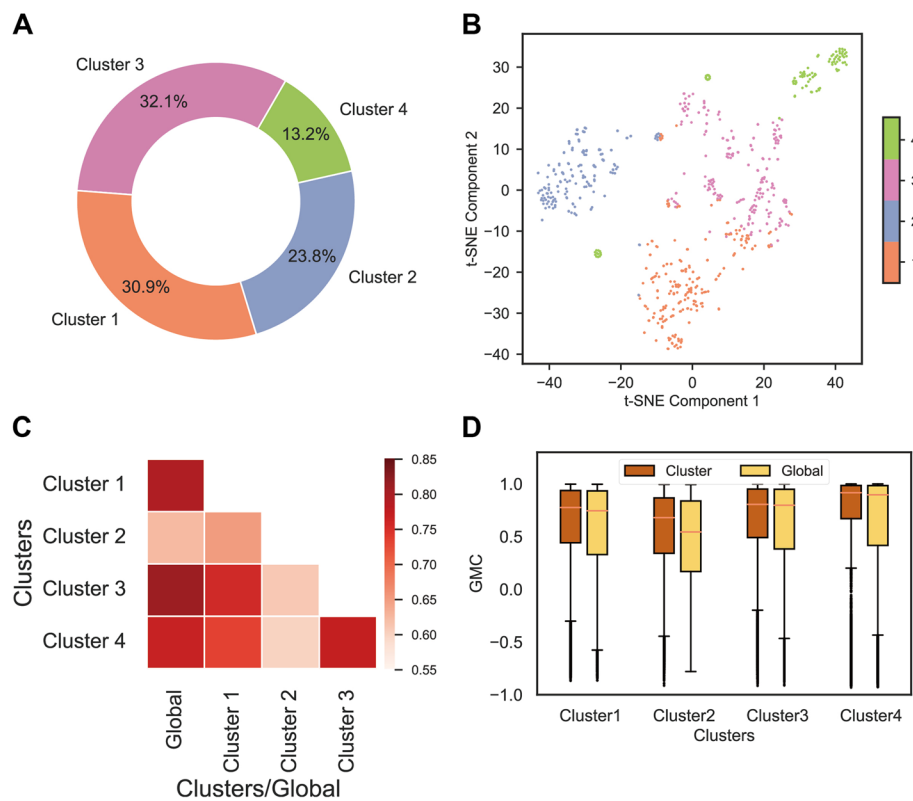 A
Cluster 3
32.1%
Cluster 4
13.2%
23.8%
Cluster 2
30.9%
Cluster 1
B
30
20
10
0
−10
−20
−30
−40
t-SNE Component 2
−40
−20
0
20
40
t-SNE Component 1
4
3
2
1
C
Clusters
Cluster 1
Cluster 2
Cluster 3
Cluster 4
Global
Cluster 1
Cluster 2
Cluster 3
Clusters/Global
0.85
0.80
0.75
0.70
0.65
0.60
0.55
D
Cluster
Global
GMC
1.0
0.5
0.0
−0.5
−1.0
Cluster1
Cluster2
Cluster3
Cluster4
Clusters